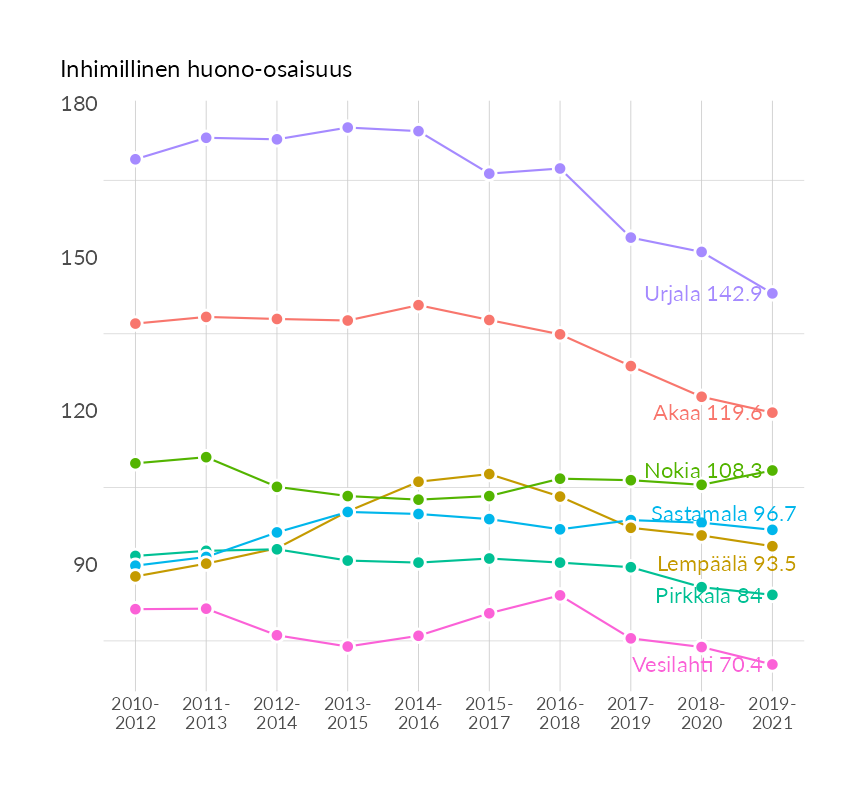 Inhimillinen huono-osaisuus
180
150
120
90
Urjala 142.9
Akaa 119.6
Nokia 108.3
Sastamala 96.7
Lempäälä 93.5
Pirkkala 84
Vesilahti 70.4
2010- 2011- 2012- 2013- 2014- 2015- 2016- 2017- 2018- 2019-
2012 2013 2014 2015 2016 2017 2018 2019 2020 2021